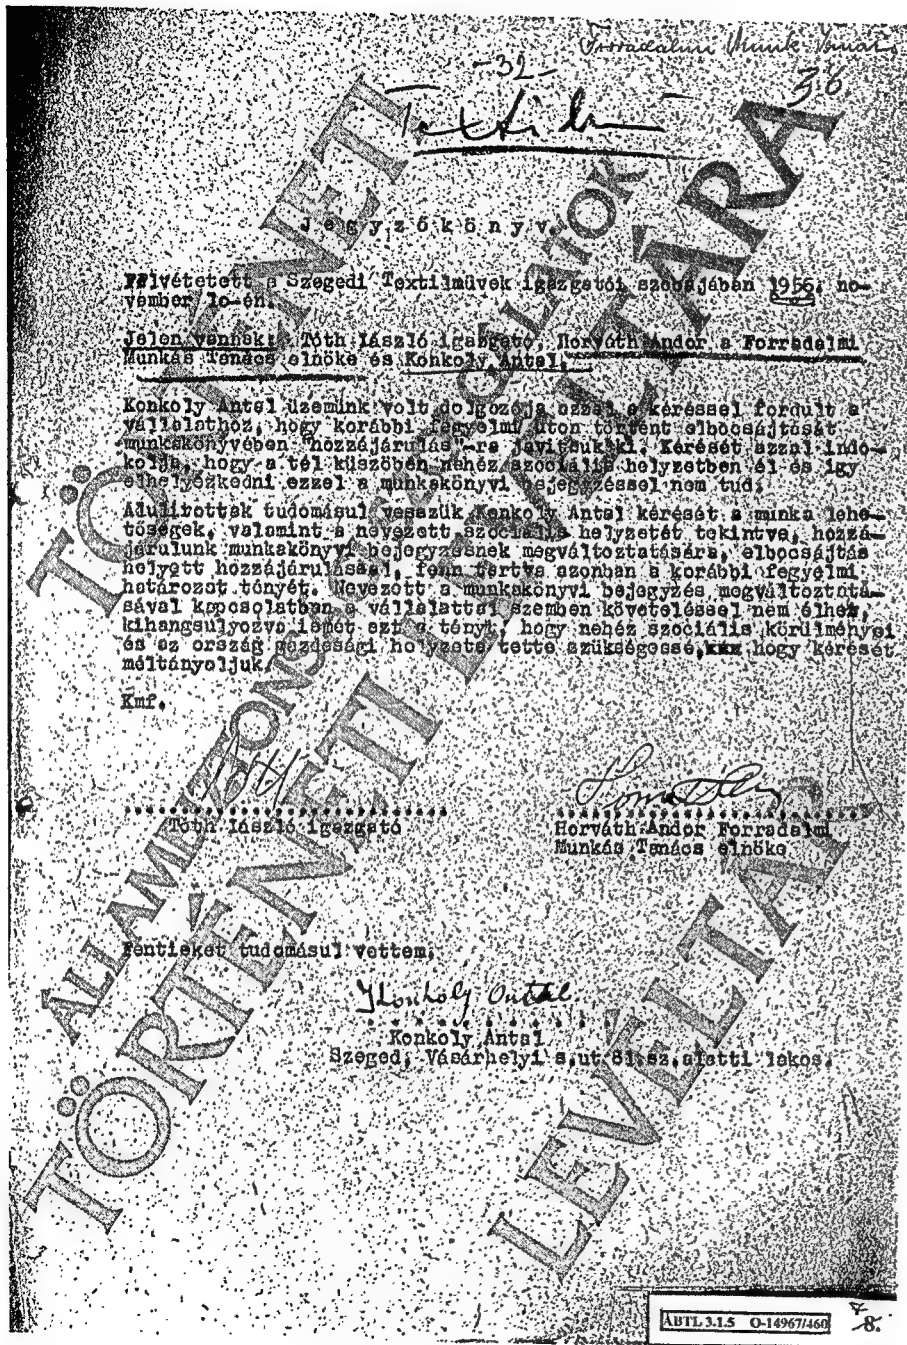 Forradalmi Munk. Tanács
-32-
36
Textilm
J e g y z ő k ö n y v.
Felvétetett a Szegedi Textilművek igazgatói szobájában 1956. no-
vember 10-én.
Jelen vannak: Tóth László igazgató, Horváth Andor a Forradalmi
Munkás Tanács elnöke és Konkoly Antal.
Konkoly Antal üzemünk volt dolgozója azzal a kéréssel fordult a
vállalathoz, hogy korábbi fegyelmi úton történt elbocsájtását
munkakönyvében "hozzájárulás"-ra javitsuk ki. Kérését azzal indo-
kolja, hogy a tél küszöbén nehéz szociális helyzetben él és igy
elhelyezkedni ezzel a munkakönyvi bejegyzéssel nem tud.
Alulirottak tudomásul vesszük Konkoly Antal kérését a munka lehe-
tőségek, valamint a nevezett szociális helyzetét tekintve, hozzá-
járulunk munkakönyvi bejegyzésnek megváltoztatására, elbocsájtás
helyett hozzájárulással, fenn tartva azonban a korábbi fegyelmi
határozat tényét. Nevezett a munkakönyvi bejegyzés megváltoztatá-
sával kapcsolatban a vállalattal szemben követeléssel nem élhet,
kihangsulyozva ismét azt a tényt, hogy nehéz szociális körülményei
és az ország gazdasági helyzete tette szükségessé, hogy kérését
méltányoljuk.
Kmf.
Tóth László igazgató
Horváth Andor Forradalmi
Munkás Tanács elnöke
Fentieket tudomásul vettem.
Konkoly Antal
Konkoly Antal
Szeged, Vásárhelyi s.ut.81.sz.alatti lakos.
ÁLLAMBIZTONSÁGI SZOLGÁLATOK
TÖRTÉNETI LEVÉLTÁRA
TÖRTÉNETI
LEVÉLTÁR
ÁBTL 3.1.5 O-14967/460
7
8.